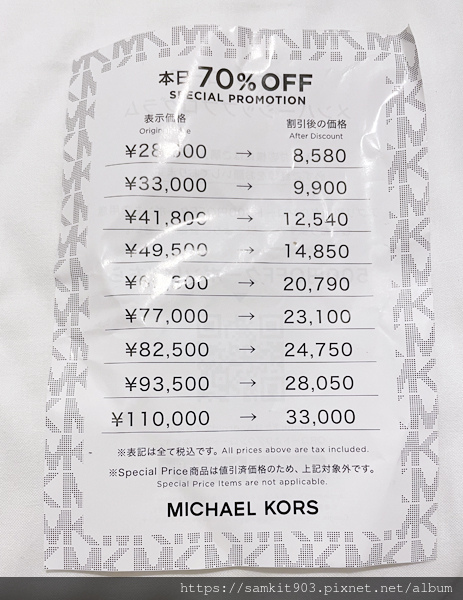 本日 70%OFF
SPECIAL PROMOTION
表示価格 割引後の価格
After Discount
→ 8,580
¥33,000 → 9,900
¥41,800 → 12,540
¥49,500 → 14,850
→ 20,790
¥77,000 → 23,100
¥82,500 → 24,750
¥93,500 → 28,050
¥110,000 → 33,000
※表記は全て税込です。All prices above are tax included.
※Special Price商品は値引済価格のため、上記対象外です。
Special Price Items are not applicable.
MICHAEL KORS
https://samkit903.pixnet.net/album